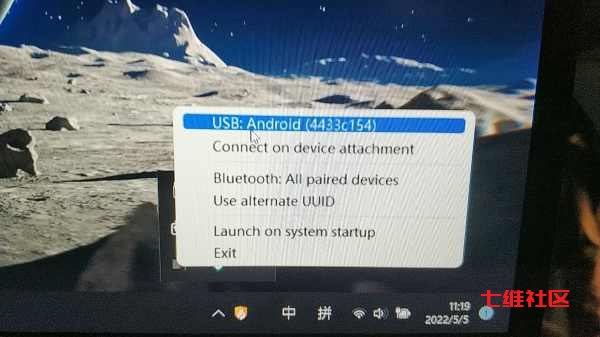 USB: Android (4433c154)
Connect on device attachment
Bluetooth: All paired devices
Use alternate UUID
Launch on system startup
Exit
中 拼 11:19
2022/5/5
七维社区